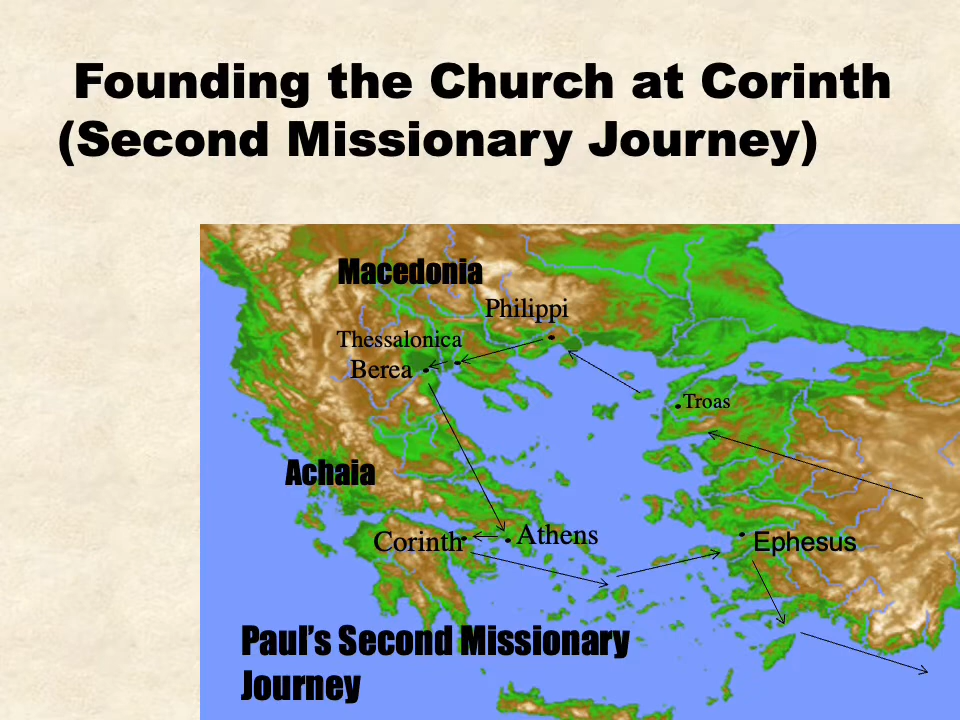 Founding the Church at Corinth
(Second Missionary Journey)
Macedonia
Philippi
Thessalonica
Berea
Troas
Achaia
Corinth
Athens
Ephesus
Paul’s Second Missionary
Journey